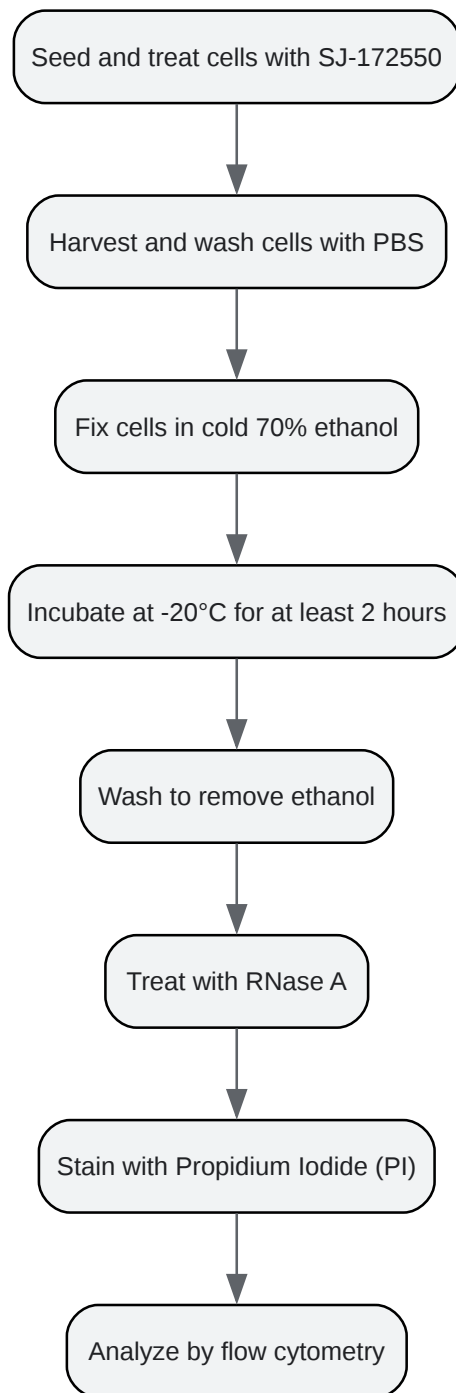 Seed and treat cells with SJ-172550
Harvest and wash cells with PBS
Fix cells in cold 70% ethanol
Incubate at -20°C for at least 2 hours
Wash to remove ethanol
Treat with RNase A
Stain with Propidium Iodide (PI)
Analyze by flow cytometry